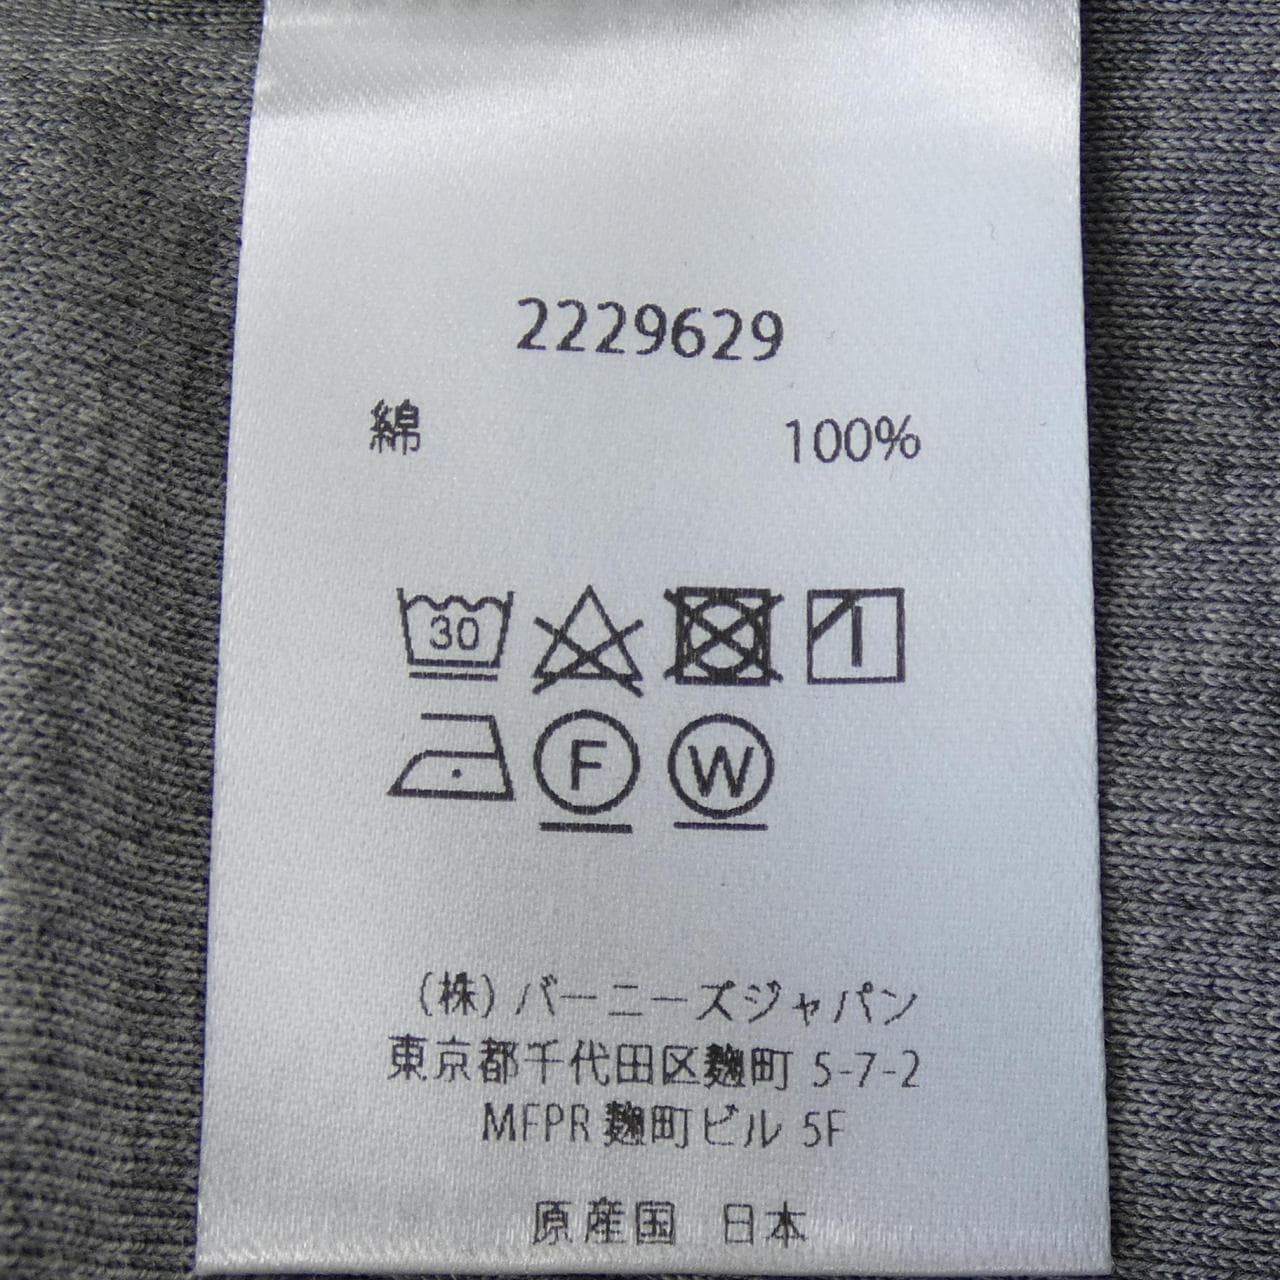 2229629
綿 100%
30
F W
(株) バーニーズジャパン
東京都千代田区麹町 5-7-2
MFPR 麹町ビル 5F
原産国 日本